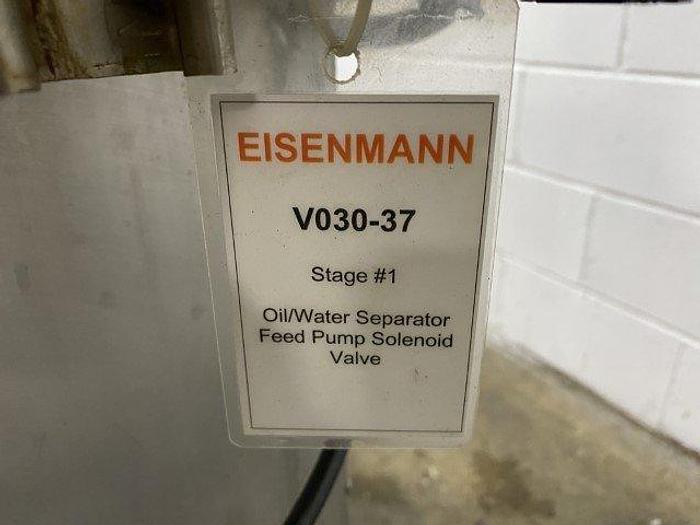 EISENMANN
V030-37
Stage #1
Oil/Water Separator
Feed Pump Solenoid
Valve